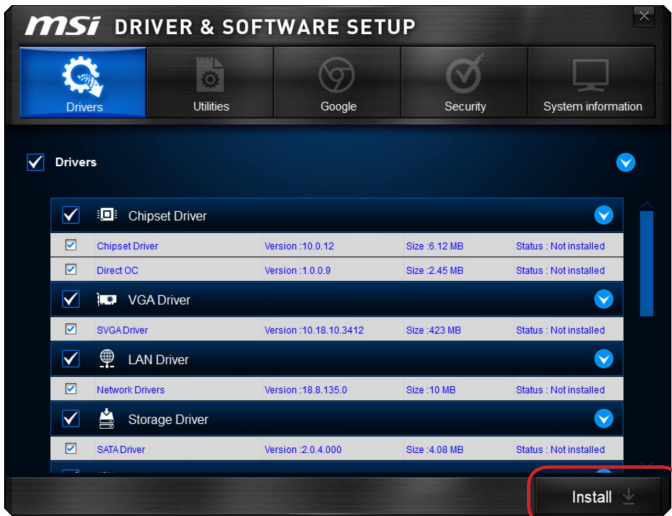 msi DRIVER & SOFTWARE SETUP
Drivers Utilities Google Security System information
Drivers
Chipset Driver
Chipset Driver Version :10.0.12 Size :6.12 MB Status : Not installed
Direct OC Version :1.0.0.9 Size :2.45 MB Status : Not installed
VGA Driver
SVGA Driver Version :10.18.10.3412 Size :423 MB Status : Not installed
LAN Driver
Network Drivers Version :18.8.135.0 Size :10 MB Status : Not installed
Storage Driver
SATA Driver Version :2.0.4.000 Size :4.08 MB Status : Not installed
Install